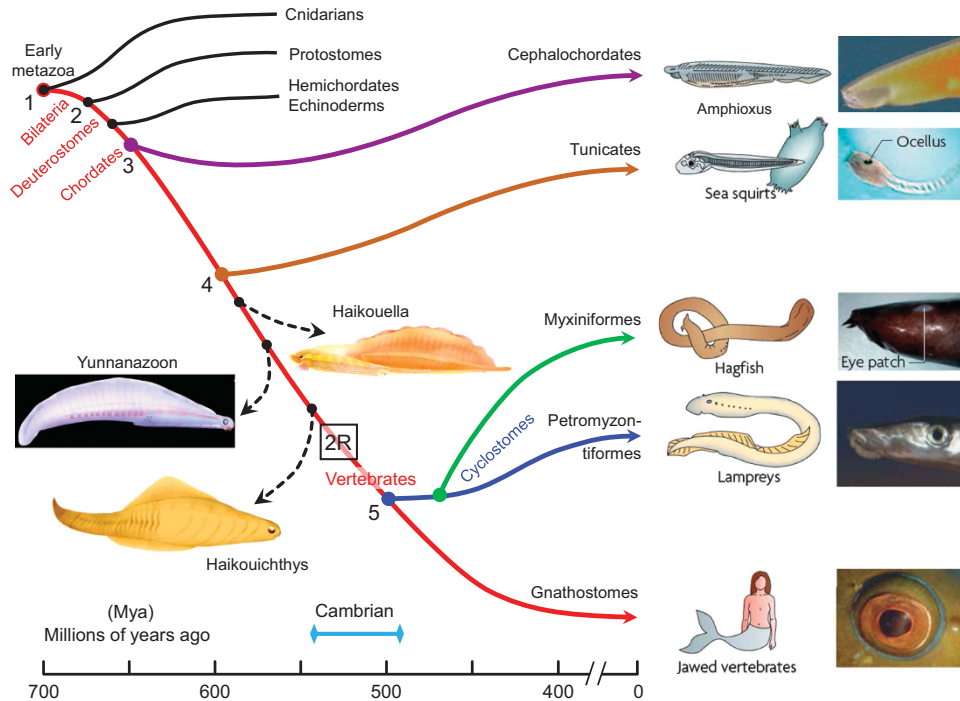 Cnidarians
Early
metazoa
Protostomes
Cephalochordates
1
Hemichordates
Echinoderms
2
Bilateria
Amphioxus
Deuterostomes
Chordates
3
Tunicates
Ocellus
Sea squirts
4
Haikouella
Myxiniformes
Yunnanazoon
Hagfish
Eye patch
2R
Cyclostomes
Petromyzon-
tiformes
Vertebrates
Lampreys
5
Haikouichthys
Gnathostomes
(Mya)
Millions of years ago
Cambrian
Jawed vertebrates
700
600
500
400
0